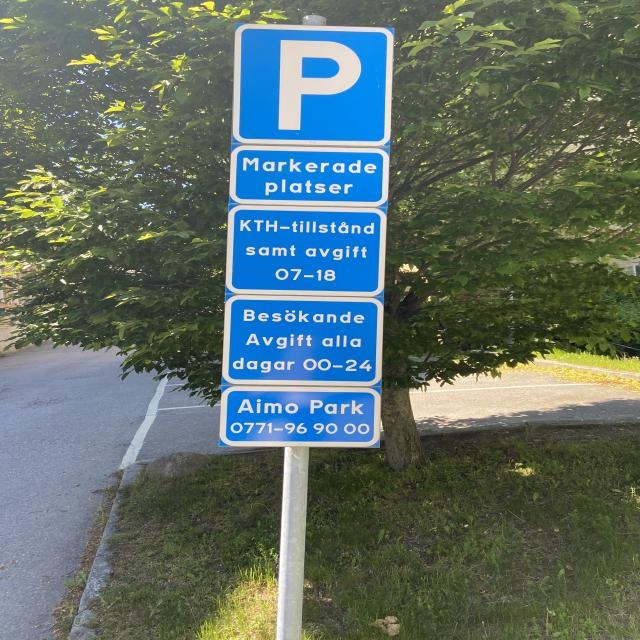 P
Markerade
platser
KTH-tillstånd
samt avgift
07-18
Besökande
Avgift alla
dagar 00-24
Aimo Park
0771-96 90 00